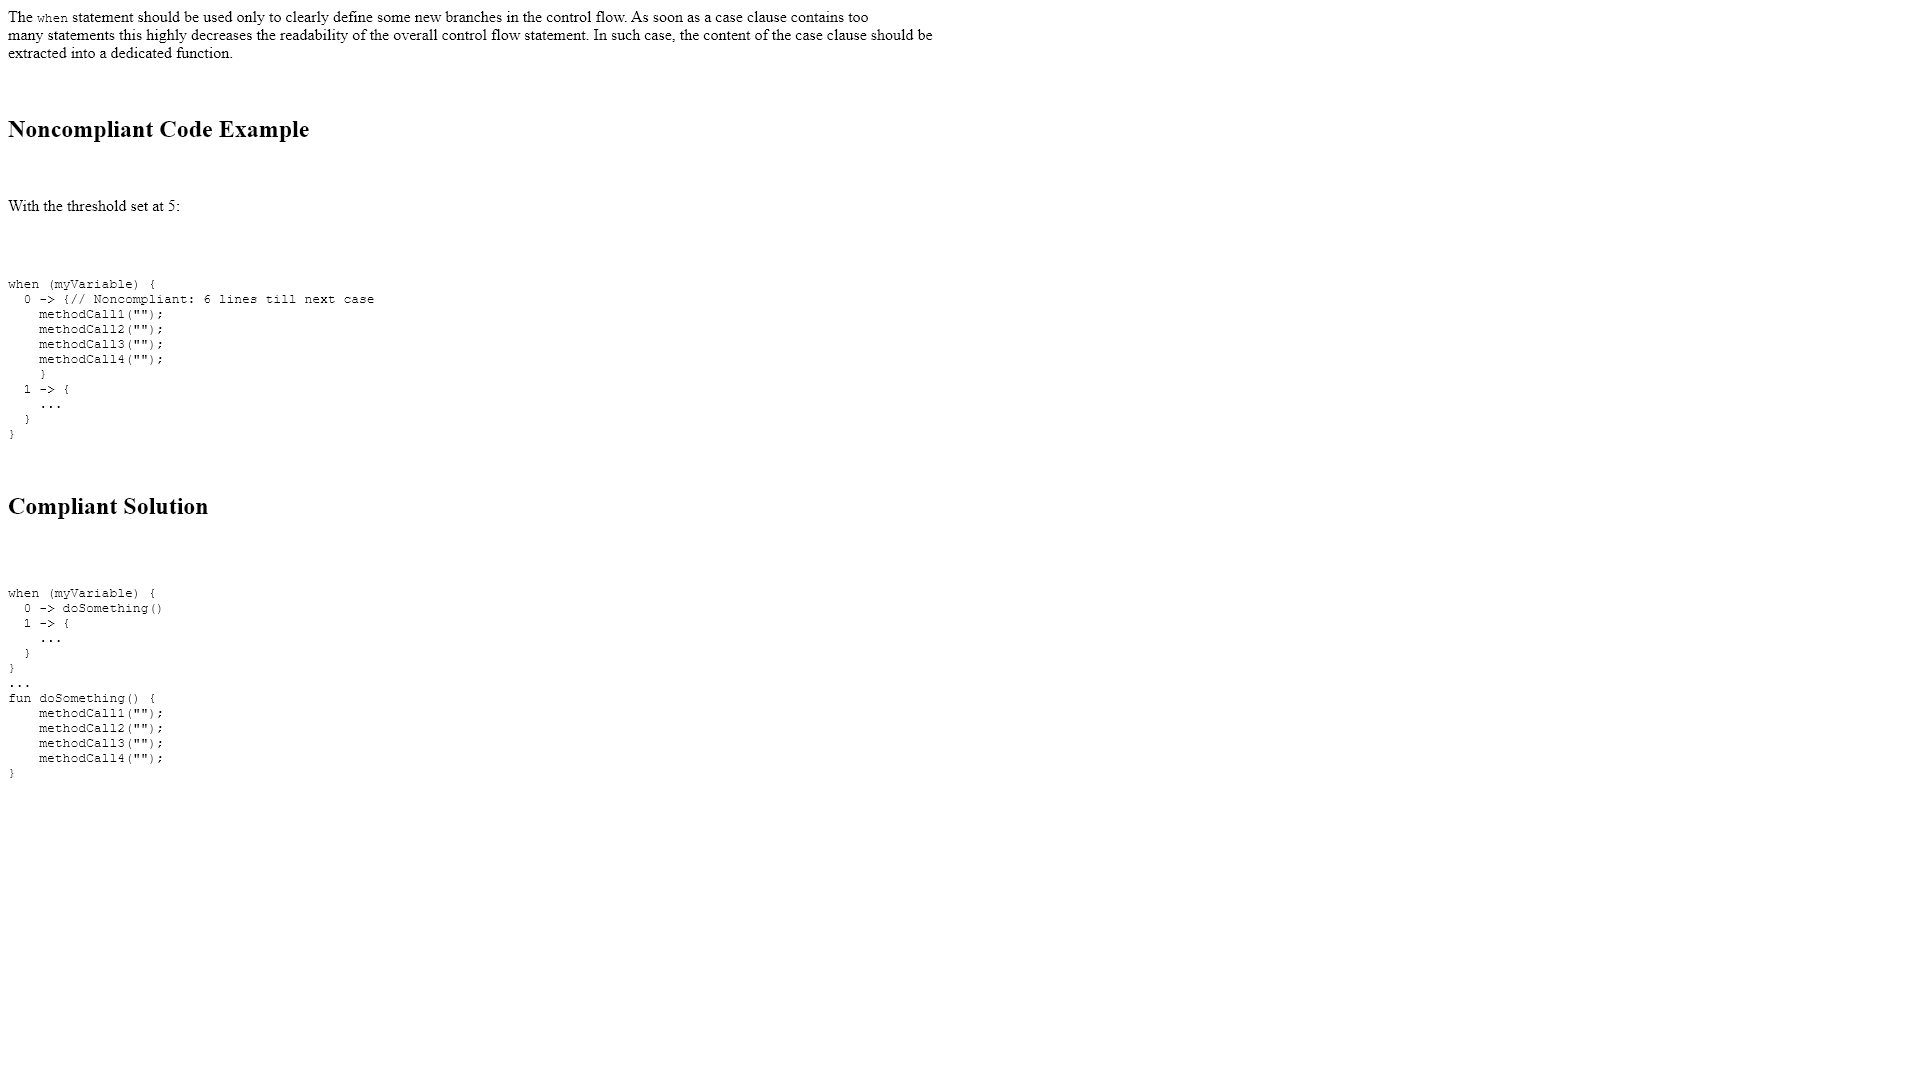 The when statement should be used only to clearly define some new branches in the control flow. As soon as a case clause contains too
many statements this highly decreases the readability of the overall control flow statement. In such case, the content of the case clause should be
extracted into a dedicated function.
Noncompliant Code Example
With the threshold set at 5:
when (myVariable) {
  0 -> {// Noncompliant: 6 lines till next case
    methodCall1("");
    methodCall2("");
    methodCall3("");
    methodCall4("");
    }
  1 -> {
    ...
  }
}
Compliant Solution
when (myVariable) {
  0 -> doSomething()
  1 -> {
    ...
  }
}
...
fun doSomething() {
    methodCall1("");
    methodCall2("");
    methodCall3("");
    methodCall4("");
}